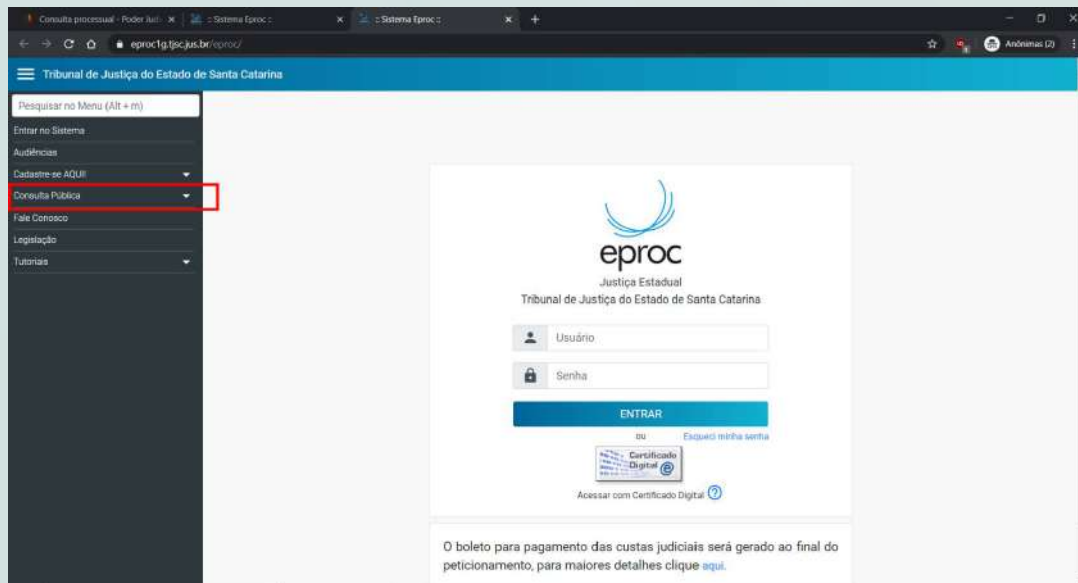 Consulta processual - Poder Judi
:: Sistema Eproc ::
:: Sistema Eproc ::
eproc1g.tjsc.jus.br/eproc/
Anônimas (2)
Tribunal de Justiça do Estado de Santa Catarina
Pesquisar no Menu (Alt + m)
Entrar no Sistema
Audiências
Cadastre-se AQUI!
Consulta Pública
Fale Conosco
Legislação
Tutoriais
eproc
Justiça Estadual
Tribunal de Justiça do Estado de Santa Catarina
Usuário
Senha
ENTRAR
ou Esqueci minha senha
Certificado
Digital
Acessar com Certificado Digital ?
O boleto para pagamento das custas judiciais será gerado ao final do
peticionamento, para maiores detalhes clique aqui.